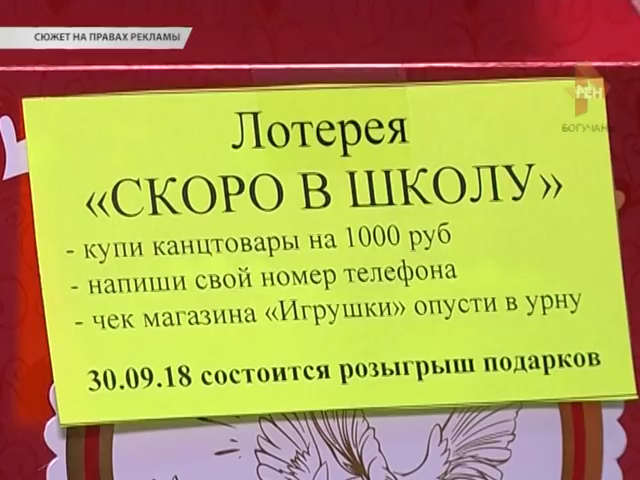 СЮЖЕТ НА ПРАВАХ РЕКЛАМЫ
РЕН
БОГУЧАНЫ
Лотерея
«СКОРО В ШКОЛУ»
- купи канцтовары на 1000 руб
- напиши свой номер телефона
- чек магазина «Игрушки» опусти в урну
30.09.18 состоится розыгрыш подарков